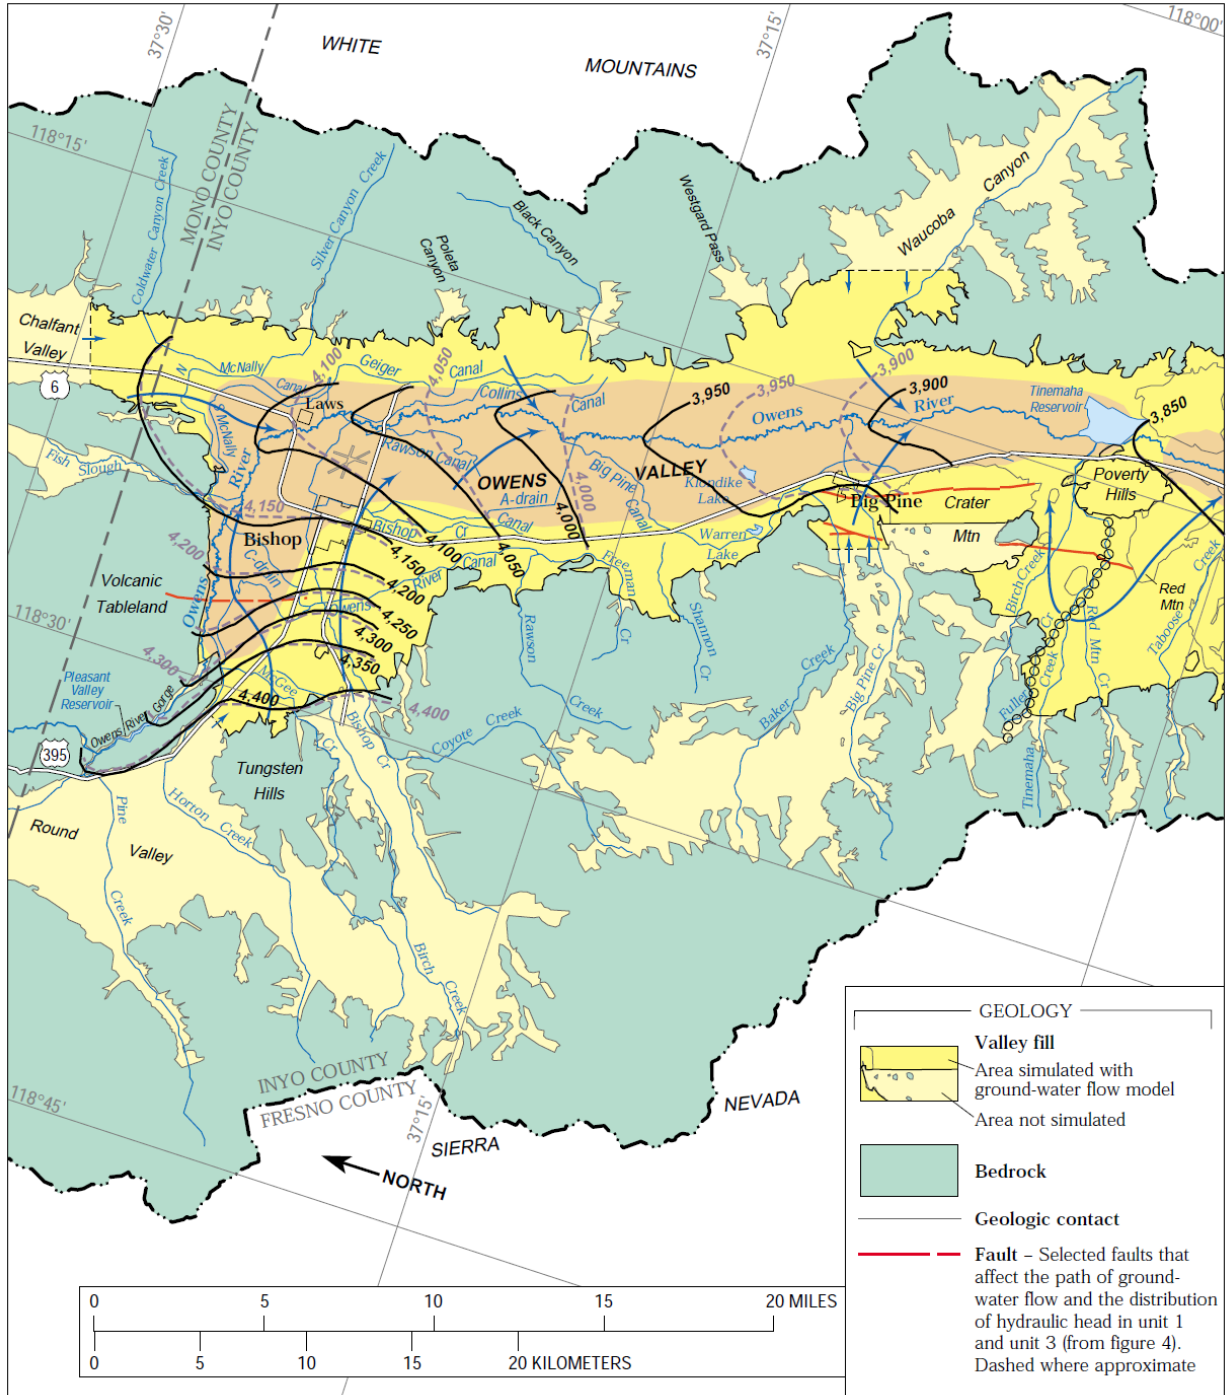 37°30'
WHITE
MOUNTAINS
37°15'
118°00'
118°15'
MONO COUNTY
INYO COUNTY
Coldwater Canyon Creek
Silver Canyon Creek
Poleta
Canyon
Black Canyon
Westgard Pass
Waucoba Canyon
Chalfant
Valley
6
N
McNally
Canal
S McNally
4,100
Geiger
Canal
4,050
Collins
Canal
Laws
3,950
3,950
3,900
3,900
Owens
River
Tinemaha
Reservoir
3,850
Fish
Slough
River
Rawson Canal
OWENS
VALLEY
A-drain
Big Pine
Canal
4,000
4,000
Klondike
Lake
Big Pine
Crater
Mtn
Poverty
Hills
4,150
Bishop
Bishop
Cr
Canal
4,100
4,050
4,150
Warren
Lake
4,200
C-drain
Owens
River
Canal
4,200
4,250
4,300
4,350
Volcanic
Tableland
118°30'
Owens
4,300
Pleasant
Valley
Reservoir
Owens River Gorge
McGee
Cr
4,400
4,400
Freeman
Cr
Rawson
Creek
Shannon
Cr
Baker Creek
Big Pine Cr
Birch Creek
Red
Mtn
Fuller
Creek
Cr
Red Mtn
Cr
Taboose
Creek
Tinemaha
395
Bishop
Cr
Coyote Creek
Tungsten
Hills
Pine
Creek
Horton
Creek
Round
Valley
Birch
Creek
118°45'
INYO COUNTY
FRESNO COUNTY
37°15'
SIERRA
NEVADA
NORTH
GEOLOGY
Valley fill
Area simulated with
ground-water flow model
Area not simulated
Bedrock
Geologic contact
Fault – Selected faults that
affect the path of ground-
water flow and the distribution
of hydraulic head in unit 1
and unit 3 (from figure 4).
Dashed where approximate
0 5 10 15 20 MILES
0 5 10 15 20 KILOMETERS